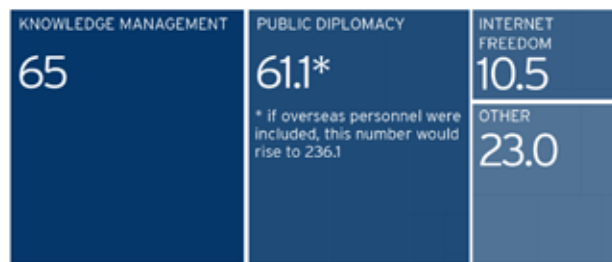 KNOWLEDGE MANAGEMENT
65
PUBLIC DIPLOMACY
61.1*
* if overseas personnel were
included, this number would
rise to 236.1
INTERNET
FREEDOM
10.5
OTHER
23.0